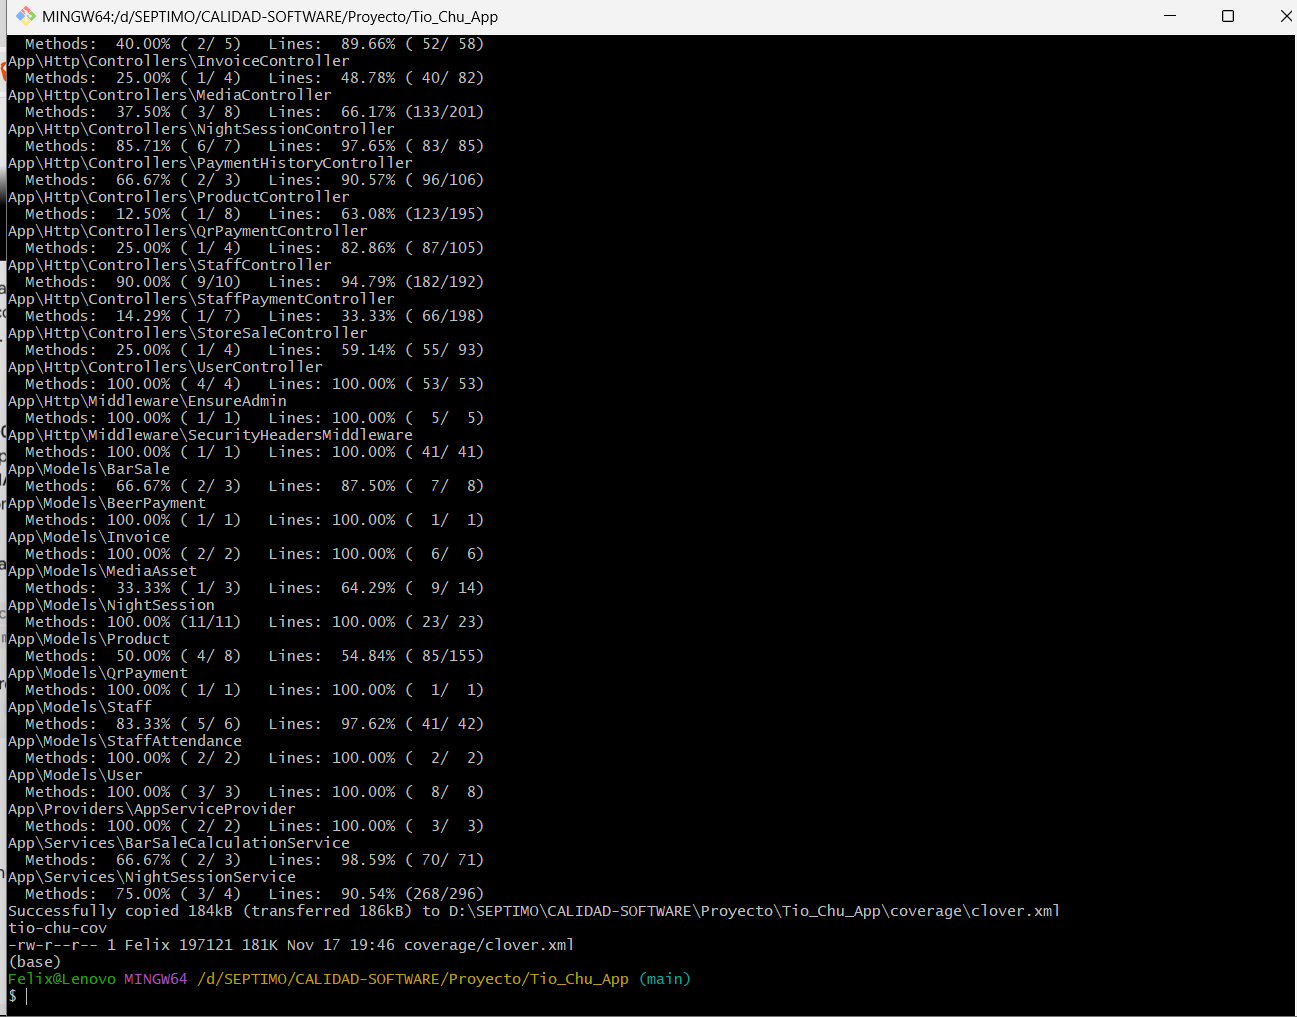 MINGW64:/d/SEPTIMO/CALIDAD-SOFTWARE/Proyecto/Tio_Chu_App
  Methods:  40.00% ( 2/ 5)   Lines:  89.66% ( 52/ 58)
App\Http\Controllers\InvoiceController
  Methods:  25.00% ( 1/ 4)   Lines:  48.78% ( 40/ 82)
App\Http\Controllers\MediaController
  Methods:  37.50% ( 3/ 8)   Lines:  66.17% (133/201)
App\Http\Controllers\NightSessionController
  Methods:  85.71% ( 6/ 7)   Lines:  97.65% ( 83/ 85)
App\Http\Controllers\PaymentHistoryController
  Methods:  66.67% ( 2/ 3)   Lines:  90.57% ( 96/106)
App\Http\Controllers\ProductController
  Methods:  12.50% ( 1/ 8)   Lines:  63.08% (123/195)
App\Http\Controllers\QrPaymentController
  Methods:  25.00% ( 1/ 4)   Lines:  82.86% ( 87/105)
App\Http\Controllers\StaffController
  Methods:  90.00% ( 9/10)   Lines:  94.79% (182/192)
App\Http\Controllers\StaffPaymentController
  Methods:  14.29% ( 1/ 7)   Lines:  33.33% ( 66/198)
App\Http\Controllers\StoreSaleController
  Methods:  25.00% ( 1/ 4)   Lines:  59.14% ( 55/ 93)
App\Http\Controllers\UserController
  Methods: 100.00% ( 4/ 4)   Lines: 100.00% ( 53/ 53)
App\Http\Middleware\EnsureAdmin
  Methods: 100.00% ( 1/ 1)   Lines: 100.00% (  5/  5)
App\Http\Middleware\SecurityHeadersMiddleware
  Methods: 100.00% ( 1/ 1)   Lines: 100.00% ( 41/ 41)
App\Models\BarSale
  Methods:  66.67% ( 2/ 3)   Lines:  87.50% (  7/  8)
App\Models\BeerPayment
  Methods: 100.00% ( 1/ 1)   Lines: 100.00% (  1/  1)
App\Models\Invoice
  Methods: 100.00% ( 2/ 2)   Lines: 100.00% (  6/  6)
App\Models\MediaAsset
  Methods:  33.33% ( 1/ 3)   Lines:  64.29% (  9/ 14)
App\Models\NightSession
  Methods: 100.00% (11/11)   Lines: 100.00% ( 23/ 23)
App\Models\Product
  Methods:  50.00% ( 4/ 8)   Lines:  54.84% ( 85/155)
App\Models\QrPayment
  Methods: 100.00% ( 1/ 1)   Lines: 100.00% (  1/  1)
App\Models\Staff
  Methods:  83.33% ( 5/ 6)   Lines:  97.62% ( 41/ 42)
App\Models\StaffAttendance
  Methods: 100.00% ( 2/ 2)   Lines: 100.00% (  2/  2)
App\Models\User
  Methods: 100.00% ( 3/ 3)   Lines: 100.00% (  8/  8)
App\Providers\AppServiceProvider
  Methods: 100.00% ( 2/ 2)   Lines: 100.00% (  3/  3)
App\Services\BarSaleCalculationService
  Methods:  66.67% ( 2/ 3)   Lines:  98.59% ( 70/ 71)
App\Services\NightSessionService
  Methods:  75.00% ( 3/ 4)   Lines:  90.54% (268/296)
Successfully copied 184kB (transferred 186kB) to D:\SEPTIMO\CALIDAD-SOFTWARE\Proyecto\Tio_Chu_App\coverage\clover.xml
tio-chu-cov
-rw-r--r-- 1 Felix 197121 181K Nov 17 19:46 coverage/clover.xml
(base)
Felix@Lenovo MINGW64 /d/SEPTIMO/CALIDAD-SOFTWARE/Proyecto/Tio_Chu_App (main)
$